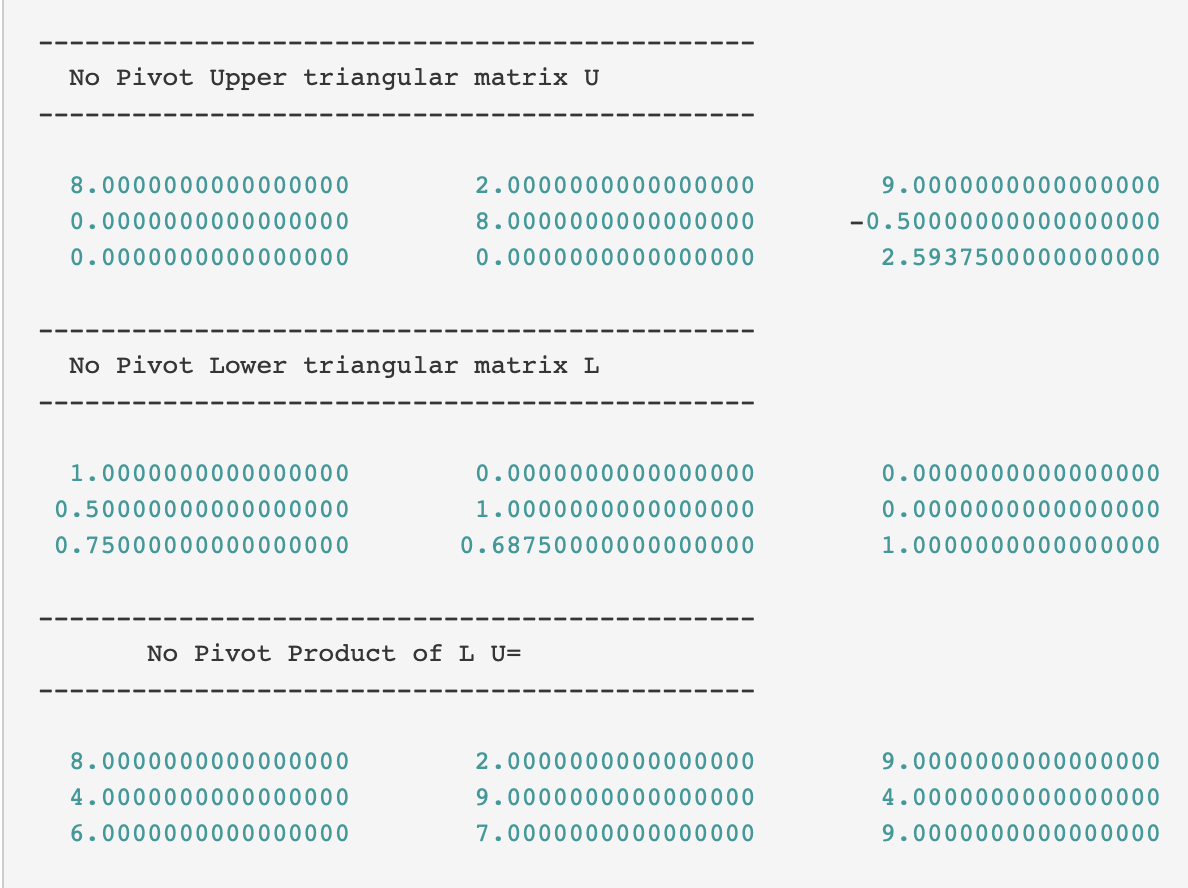 ----------------------------------------------
No Pivot Upper triangular matrix U
----------------------------------------------
8.0000000000000000 2.0000000000000000 9.0000000000000000
0.0000000000000000 8.0000000000000000 -0.50000000000000000
0.0000000000000000 0.0000000000000000 2.5937500000000000
----------------------------------------------
No Pivot Lower triangular matrix L
----------------------------------------------
1.0000000000000000 0.0000000000000000 0.0000000000000000
0.50000000000000000 1.0000000000000000 0.0000000000000000
0.75000000000000000 0.68750000000000000 1.0000000000000000
----------------------------------------------
No Pivot Product of L U=
----------------------------------------------
8.0000000000000000 2.0000000000000000 9.0000000000000000
4.0000000000000000 9.0000000000000000 4.0000000000000000
6.0000000000000000 7.0000000000000000 9.0000000000000000